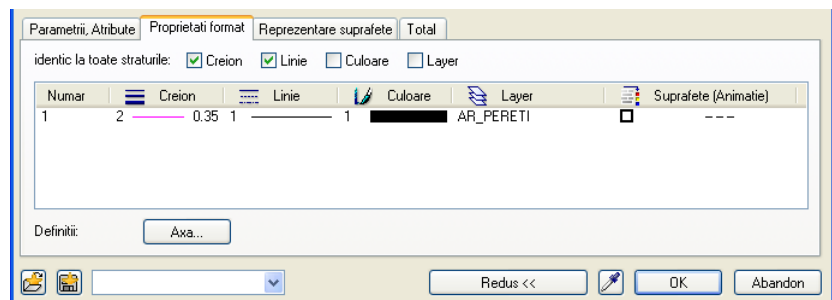 Parametrii, Atribute Proprietati format Reprezentare suprafete Total
identic la toate straturile: Creion Linie Culoare Layer
Numar Creion Linie Culoare Layer Suprafete (Animatie)
1 2 0.35 1 1 AR_PERETI ---
Definitii: Axa...
Redus << OK Abandon